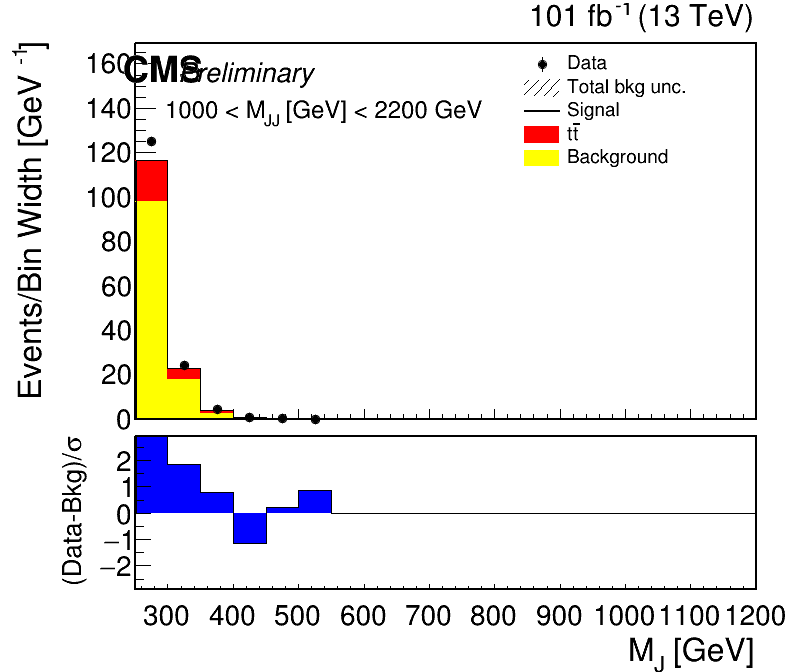 101 fb⁻¹ (13 TeV)
CMS Preliminary
1000 < M_JJ [GeV] < 2200 GeV
Data
Total bkg unc.
Signal
tt̄
Background
Events/Bin Width [GeV⁻¹]
160
140
120
100
80
60
40
20
0
(Data-Bkg)/σ
2
1
0
−1
−2
300 400 500 600 700 800 900 1000 1100 1200
M_J [GeV]